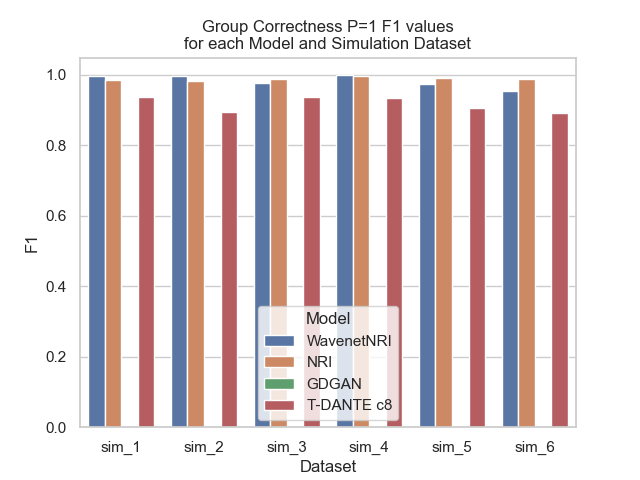 Group Correctness P=1 F1 values
for each Model and Simulation Dataset
F1
1.0
0.8
0.6
0.4
0.2
0.0
Model
WavenetNRI
NRI
GDGAN
T-DANTE c8
sim_1 sim_2 sim_3 sim_4 sim_5 sim_6
Dataset